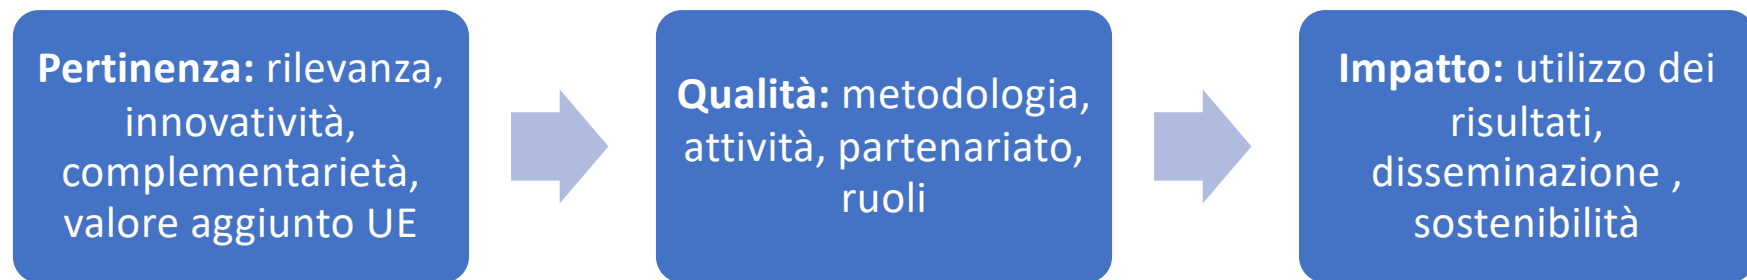 Pertinenza: rilevanza,
innovatività,
complementarietà,
valore aggiunto UE
Qualità: metodologia,
attività, partenariato,
ruoli
Impatto: utilizzo dei
risultati,
disseminazione ,
sostenibilità